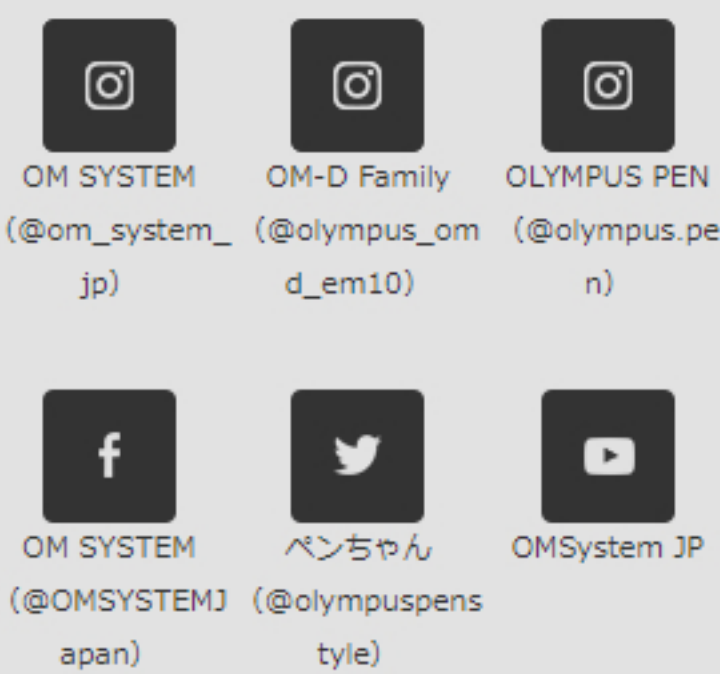 OM SYSTEM
（@om_system_
jp）
OM-D Family
（@olympus_om
d_em10）
OLYMPUS PEN
（@olympus.pe
n）
OM SYSTEM
（@OMSYSTEMJ
apan）
ペンちゃん
（@olympuspens
tyle）
OMSystem JP